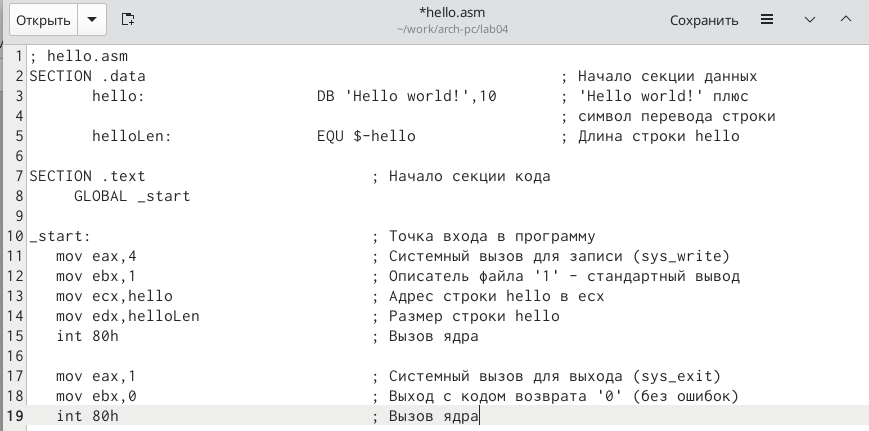 Открыть
*hello.asm
~/work/arch-pc/lab04
Сохранить
1 ; hello.asm
2 SECTION .data ; Начало секции данных
3 hello: DB 'Hello world!',10 ; 'Hello world!' плюс
4 ; символ перевода строки
5 helloLen: EQU $-hello ; Длина строки hello
6
7 SECTION .text ; Начало секции кода
8 GLOBAL _start
9
10 _start: ; Точка входа в программу
11 mov eax,4 ; Системный вызов для записи (sys_write)
12 mov ebx,1 ; Описатель файла '1' - стандартный вывод
13 mov ecx,hello ; Адрес строки hello в ecx
14 mov edx,helloLen ; Размер строки hello
15 int 80h ; Вызов ядра
16
17 mov eax,1 ; Системный вызов для выхода (sys_exit)
18 mov ebx,0 ; Выход с кодом возврата '0' (без ошибок)
19 int 80h ; Вызов ядра